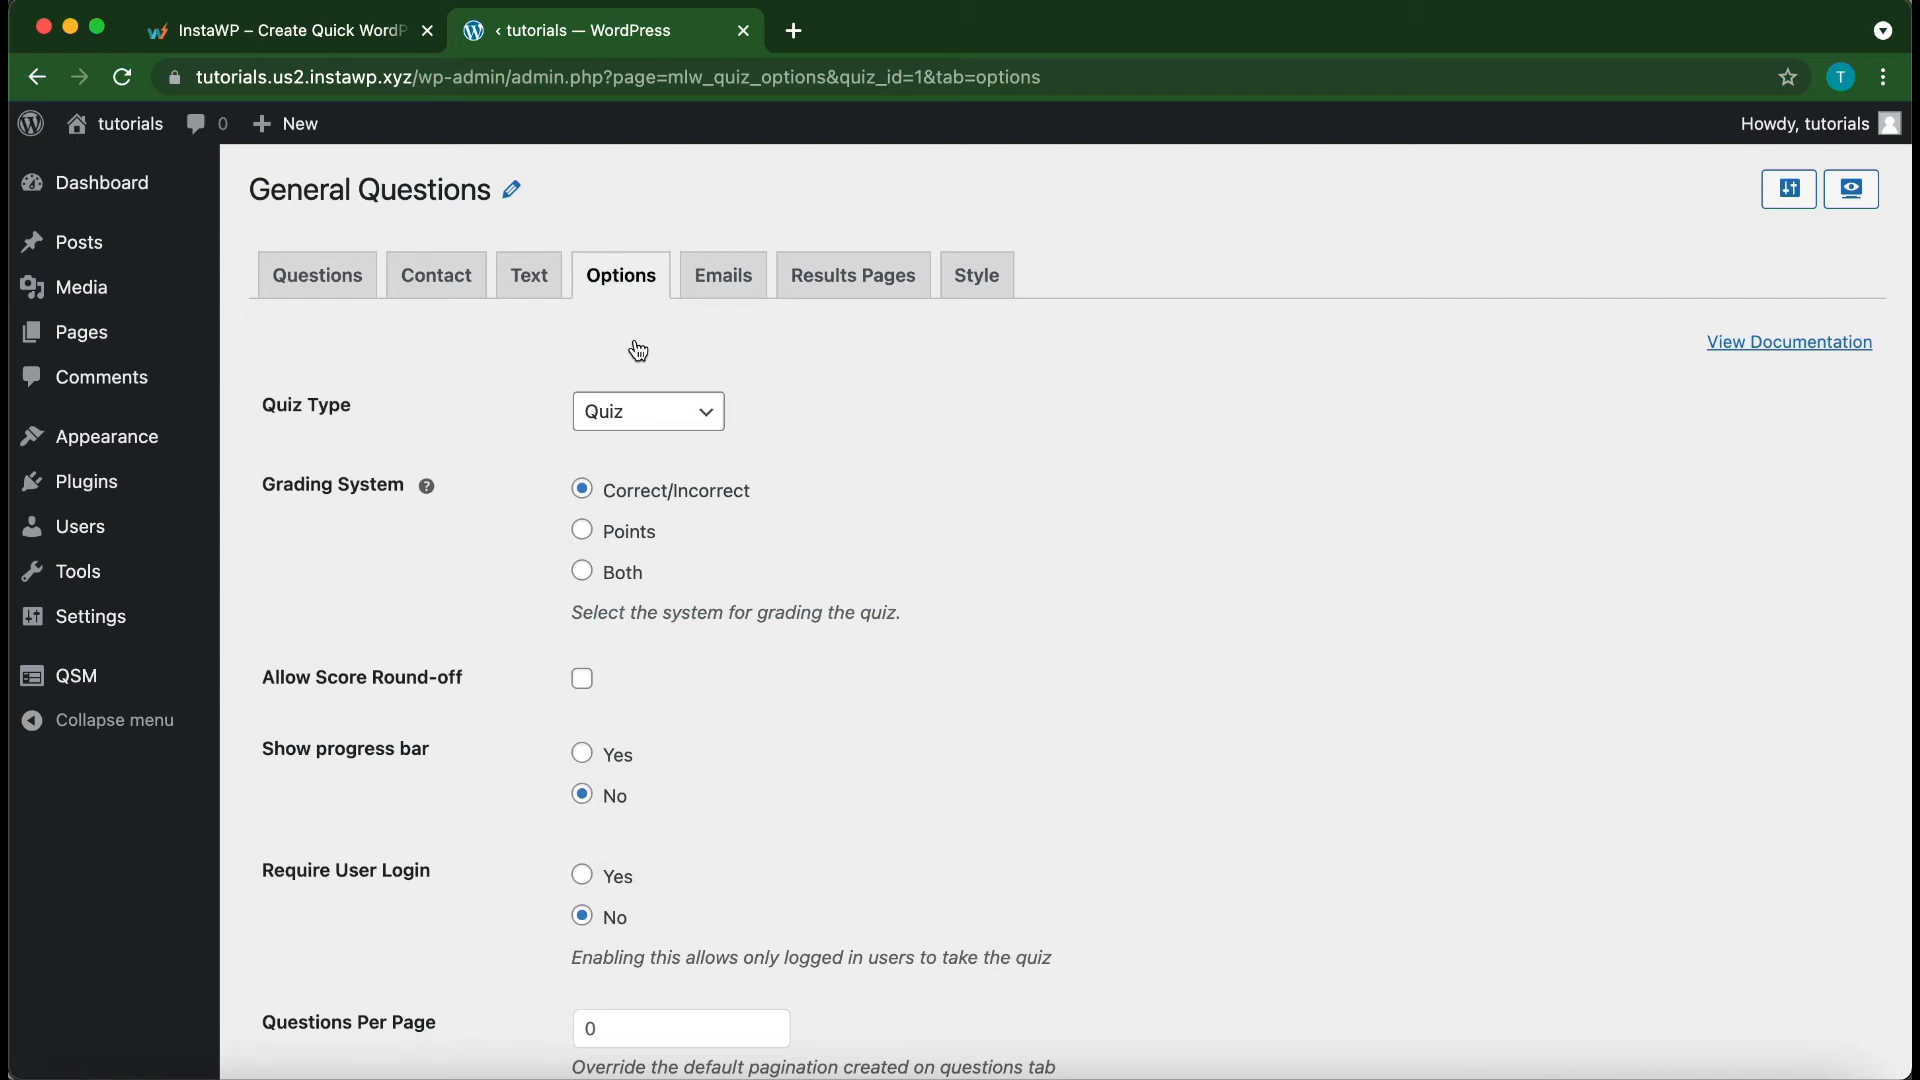 InstaWP – Create Quick WordP
‹ tutorials — WordPress
tutorials.us2.instawp.xyz/wp-admin/admin.php?page=mlw_quiz_options&quiz_id=1&tab=options
T
tutorials
0
New
Howdy, tutorials
Dashboard
Posts
Media
Pages
Comments
Appearance
Plugins
Users
Tools
Settings
QSM
Collapse menu
General Questions
Questions
Contact
Text
Options
Emails
Results Pages
Style
View Documentation
Quiz Type
Quiz
Grading System
Correct/Incorrect
Points
Both
Select the system for grading the quiz.
Allow Score Round-off
Show progress bar
Yes
No
Require User Login
Yes
No
Enabling this allows only logged in users to take the quiz
Questions Per Page
0
Override the default pagination created on questions tab